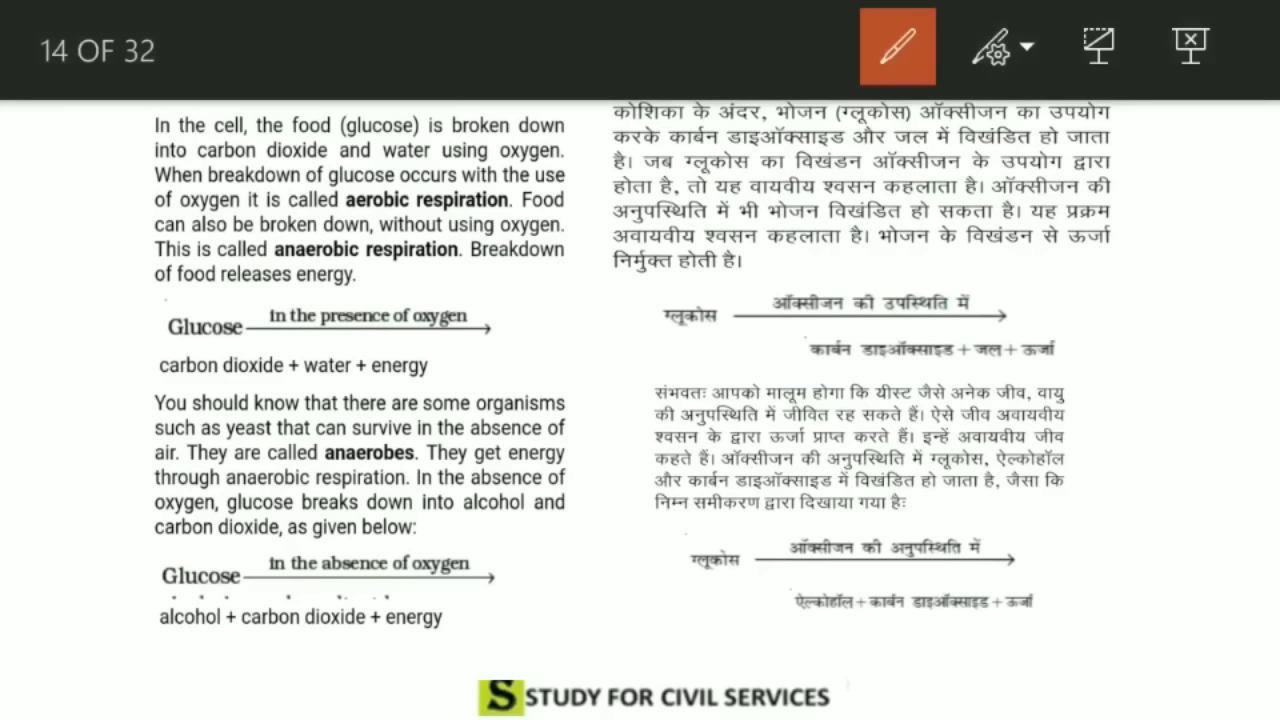 14 OF 32
In the cell, the food (glucose) is broken down
into carbon dioxide and water using oxygen.
When breakdown of glucose occurs with the use
of oxygen it is called aerobic respiration. Food
can also be broken down, without using oxygen.
This is called anaerobic respiration. Breakdown
of food releases energy.
in the presence of oxygen
Glucose
carbon dioxide + water + energy
You should know that there are some organisms
such as yeast that can survive in the absence of
air. They are called anaerobes. They get energy
through anaerobic respiration. In the absence of
oxygen, glucose breaks down into alcohol and
carbon dioxide, as given below:
in the absence of oxygen
Glucose
alcohol + carbon dioxide + energy
कोशिका के अंदर, भोजन (ग्लूकोस) ऑक्सीजन का उपयोग
करके कार्बन डाइऑक्साइड और जल में विखंडित हो जाता
है। जब ग्लूकोस का विखंडन ऑक्सीजन के उपयोग द्वारा
होता है, तो यह वायवीय श्वसन कहलाता है। ऑक्सीजन की
अनुपस्थिति में भी भोजन विखंडित हो सकता है। यह प्रक्रम
अवायवीय श्वसन कहलाता है। भोजन के विखंडन से ऊर्जा
निर्मुक्त होती है।
ऑक्सीजन की उपस्थिति में
ग्लूकोस
कार्बन डाइऑक्साइड + जल + ऊर्जा
संभवतः आपको मालूम होगा कि यीस्ट जैसे अनेक जीव, वायु
की अनुपस्थिति में जीवित रह सकते हैं। ऐसे जीव अवायवीय
श्वसन के द्वारा ऊर्जा प्राप्त करते हैं। इन्हें अवायवीय जीव
कहते हैं। ऑक्सीजन की अनुपस्थिति में ग्लूकोस, ऐल्कोहॉल
और कार्बन डाइऑक्साइड में विखंडित हो जाता है, जैसा कि
निम्न समीकरण द्वारा दिखाया गया हैः
ऑक्सीजन की अनुपस्थिति में
ग्लूकोस
ऐल्कोहॉल + कार्बन डाइऑक्साइड + ऊर्जा
S STUDY FOR CIVIL SERVICES